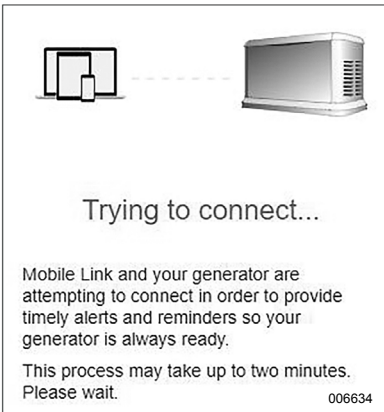 Trying to connect...
Mobile Link and your generator are
attempting to connect in order to provide
timely alerts and reminders so your
generator is always ready.
This process may take up to two minutes.
Please wait.
006634